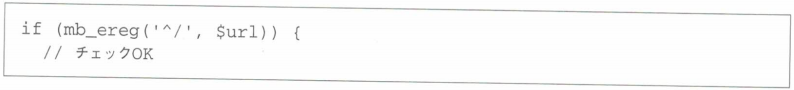 if (mb_ereg('^/', $url)) {
  // チェックOK